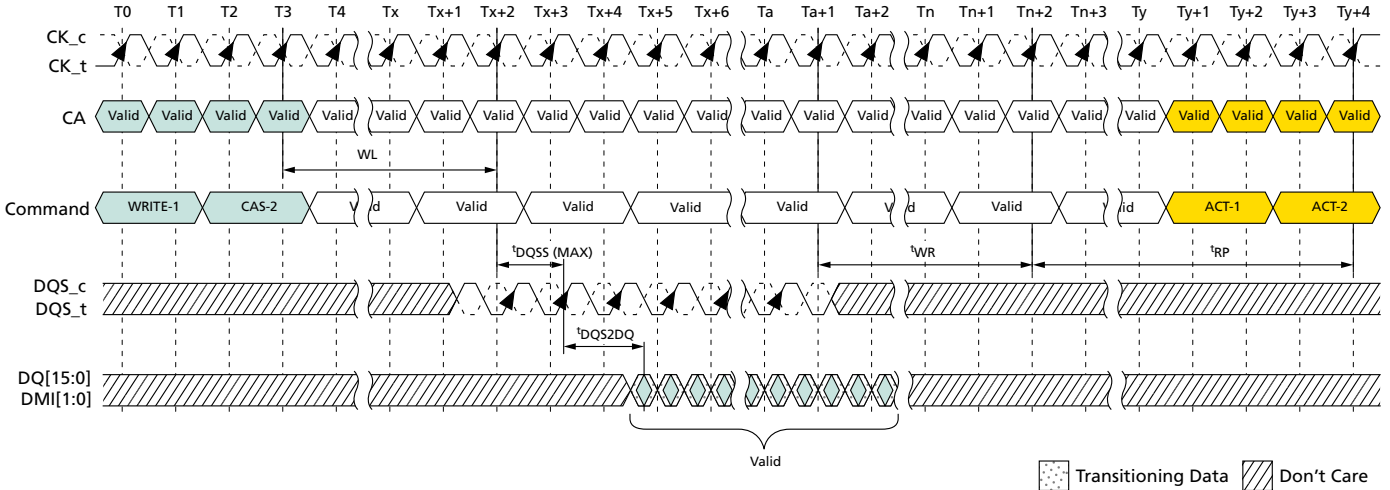 T0 T1 T2 T3 T4 Tx Tx+1 Tx+2 Tx+3 Tx+4 Tx+5 Tx+6 Ta Ta+1 Ta+2 Tn Tn+1 Tn+2 Tn+3 Ty Ty+1 Ty+2 Ty+3 Ty+4
CK_c
CK_t
CA Valid Valid Valid Valid Valid Valid Valid Valid Valid Valid Valid Valid Valid Valid Valid Valid Valid Valid Valid Valid Valid Valid Valid Valid
WL
Command WRITE-1 CAS-2 Valid Valid Valid Valid Valid Valid Valid Valid ACT-1 ACT-2
tDQSS (MAX) tWR tRP
DQS_c
DQS_t
tDQS2DQ
DQ[15:0]
DMI[1:0]
Valid
Transitioning Data Don't Care